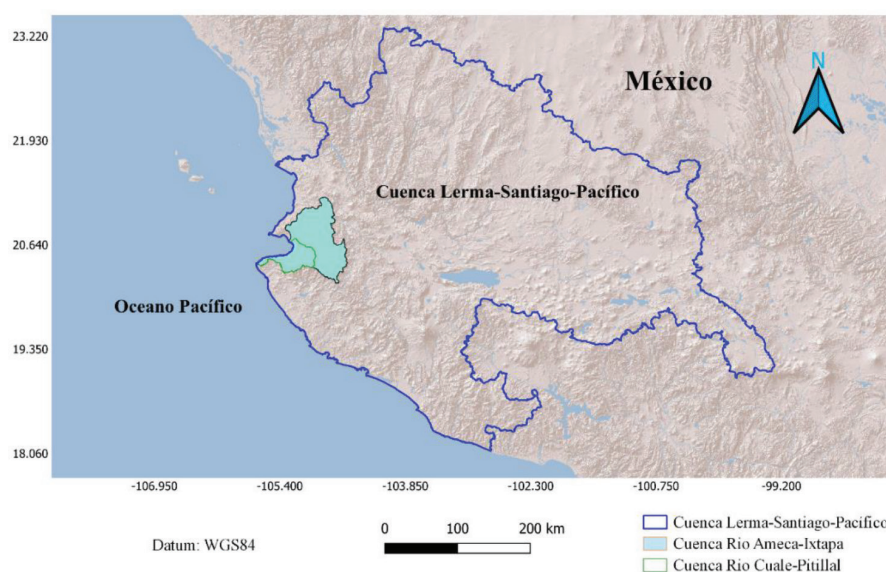 23.220
21.930
20.640
19.350
18.060
N
México
Cuenca Lerma-Santiago-Pacífico
Oceano Pacífico
-106.950 -105.400 -103.850 -102.300 -100.750 -99.200
Datum: WGS84
0 100 200 km
Cuenca Lerma-Santiago-Pacifico
Cuenca Rio Ameca-Ixtapa
Cuenca Rio Cuale-Pitillal